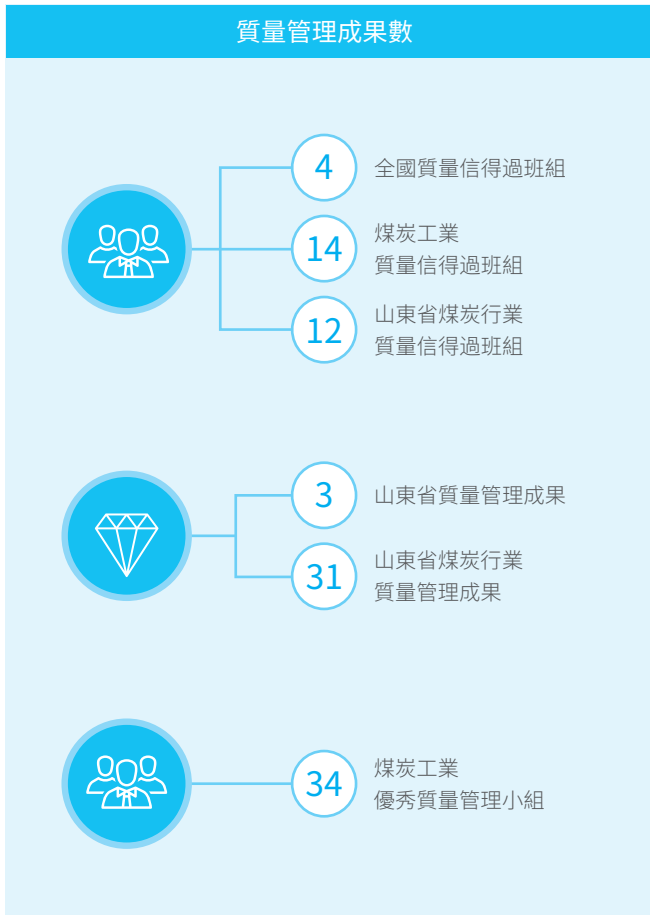 質量管理成果數
4
全國質量信得過班組
14
煤炭工業
質量信得過班組
12
山東省煤炭行業
質量信得過班組
3
山東省質量管理成果
31
山東省煤炭行業
質量管理成果
34
煤炭工業
優秀質量管理小組